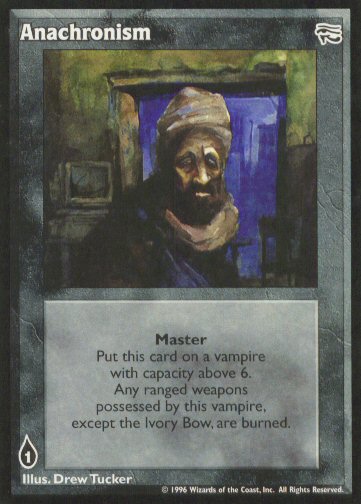 Anachronism
Master
Put this card on a vampire
with capacity above 6.
Any ranged weapons
possessed by this vampire,
except the Ivory Bow, are burned.
1
Illus. Drew Tucker
© 1996 Wizards of the Coast, Inc. All Rights Reserved.